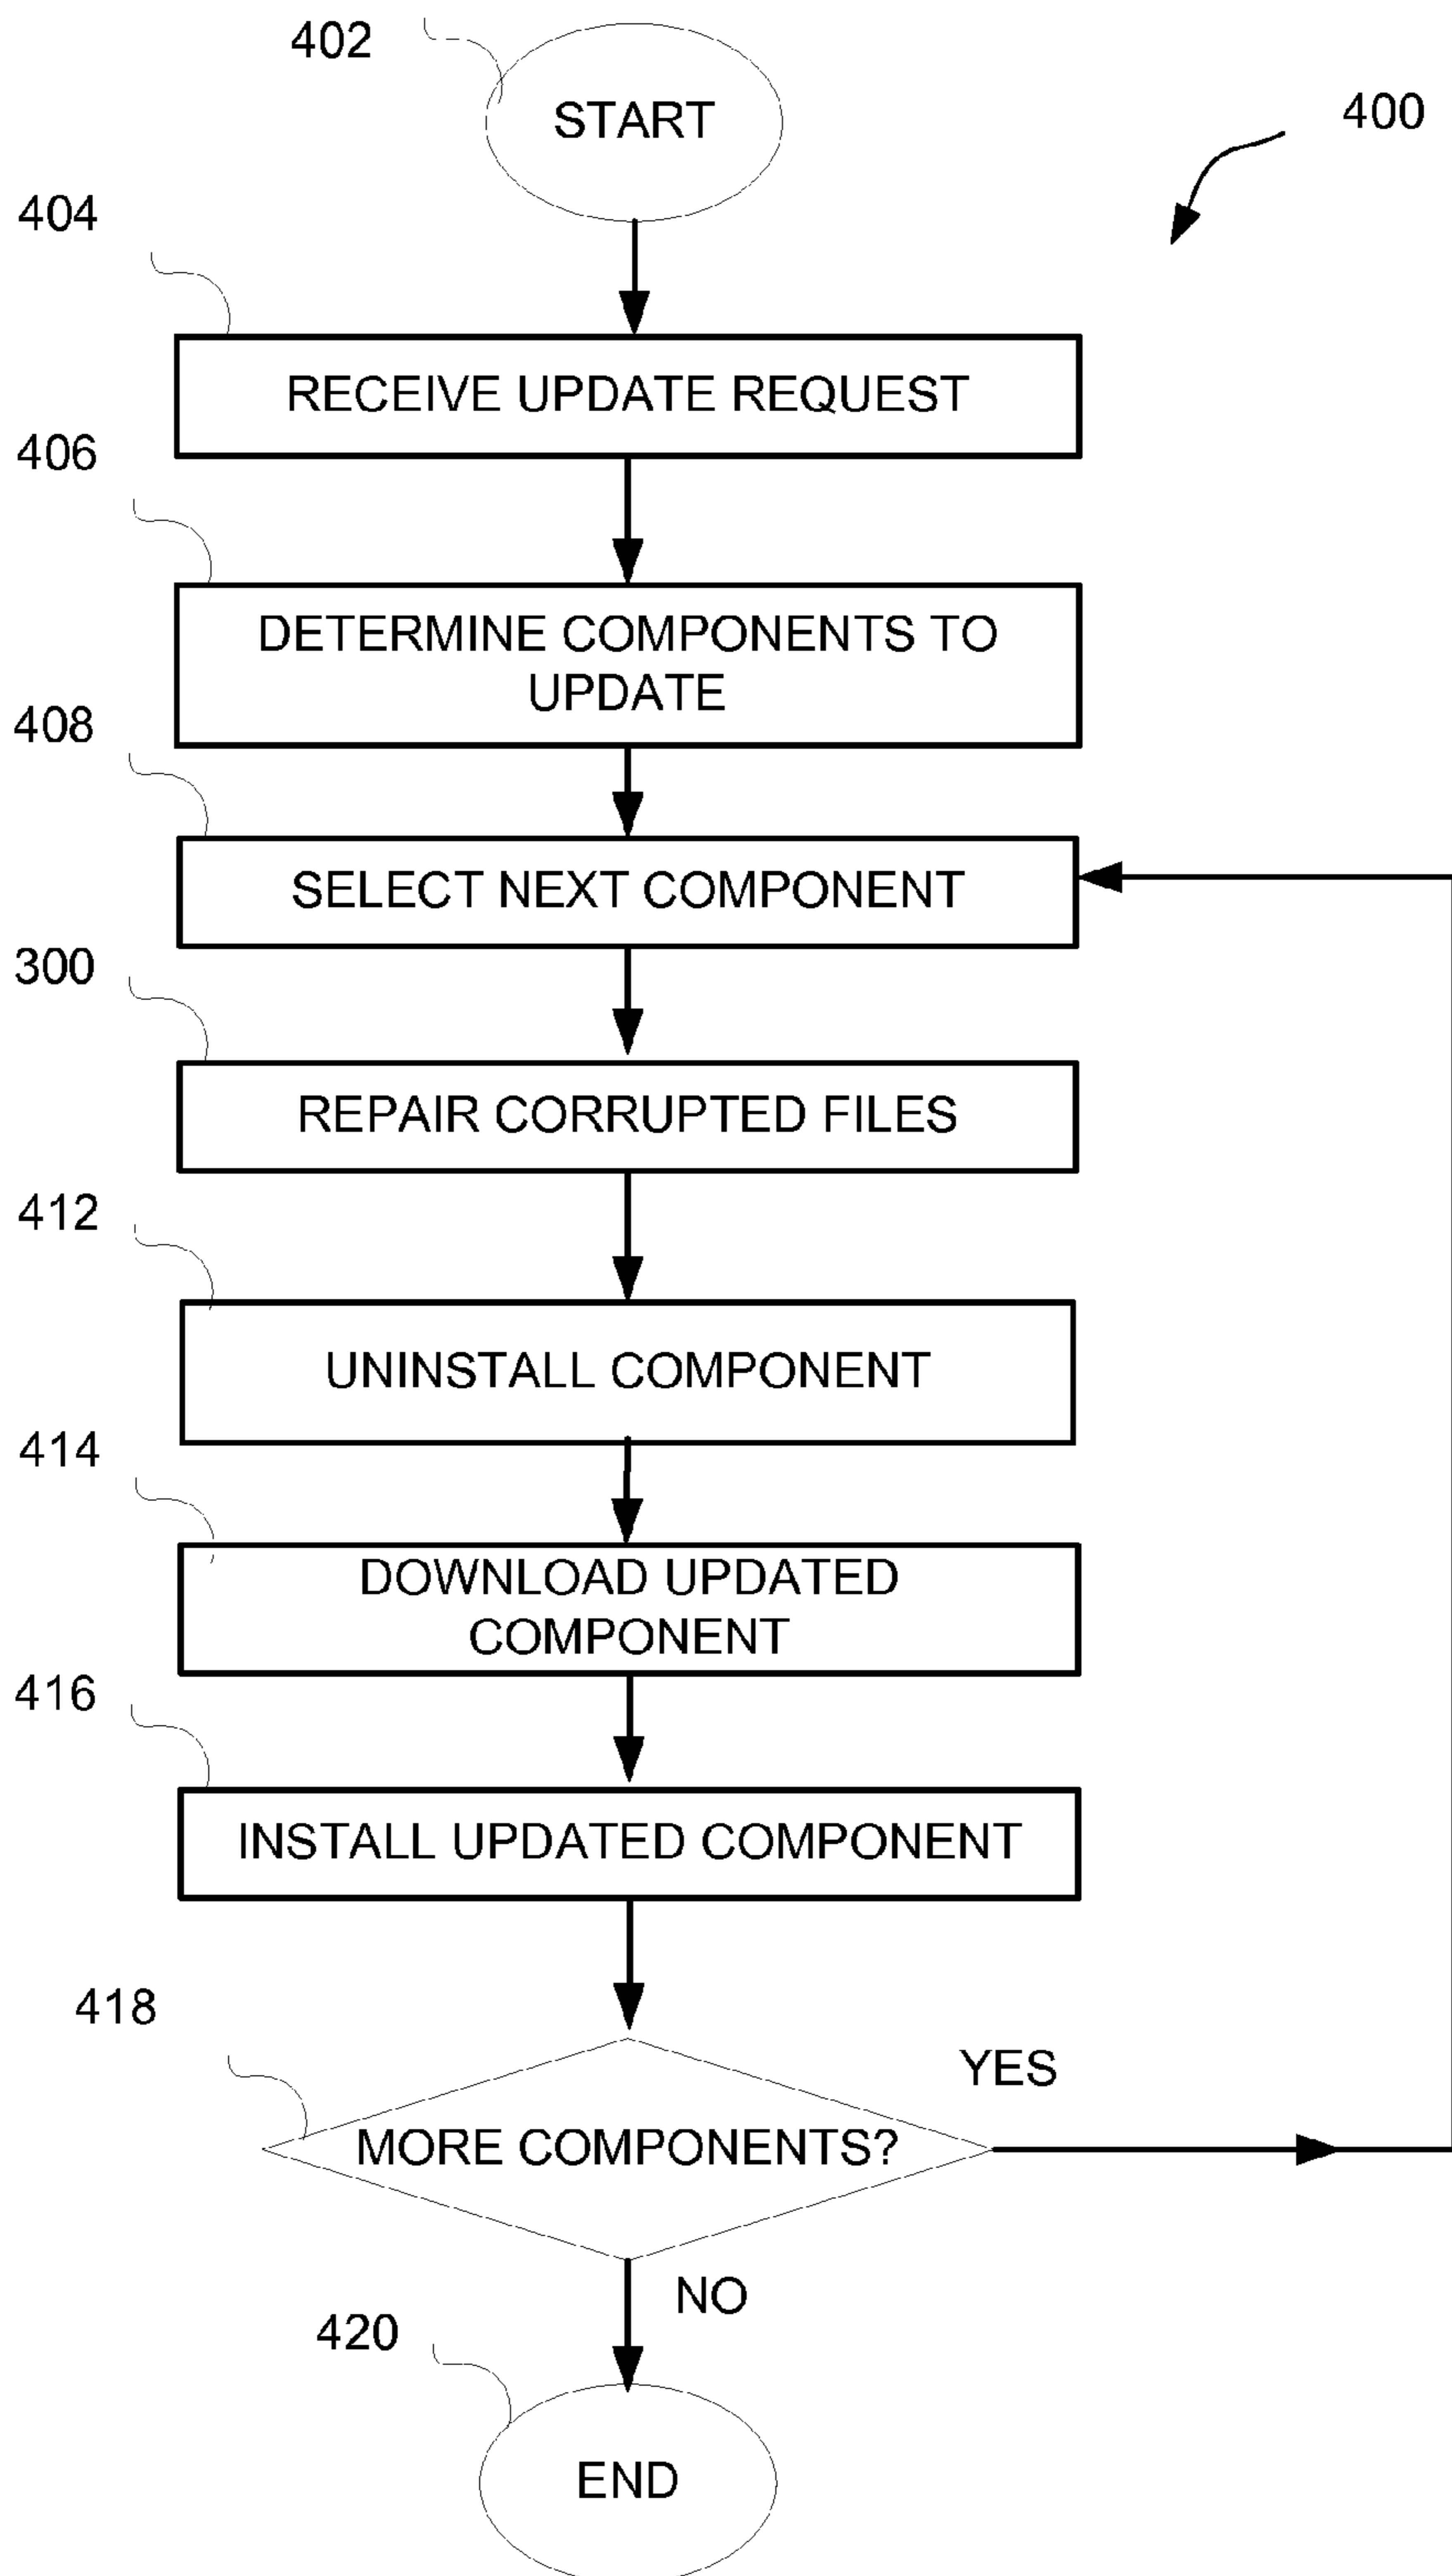 402
START
400
404
RECEIVE UPDATE REQUEST
406
DETERMINE COMPONENTS TO
UPDATE
408
SELECT NEXT COMPONENT
300
REPAIR CORRUPTED FILES
412
UNINSTALL COMPONENT
414
DOWNLOAD UPDATED
COMPONENT
416
INSTALL UPDATED COMPONENT
418
YES
MORE COMPONENTS?
NO
420
END